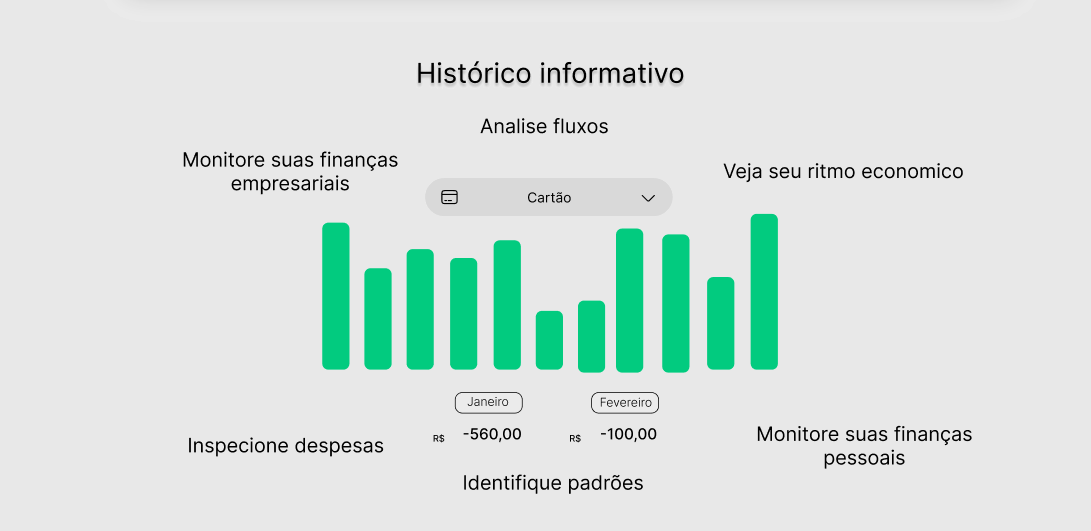 Histórico informativo
Analise fluxos
Monitore suas finanças
empresariais
Veja seu ritmo economico
Cartão
Janeiro
Fevereiro
R$ -560,00
R$ -100,00
Inspecione despesas
Monitore suas finanças
pessoais
Identifique padrões